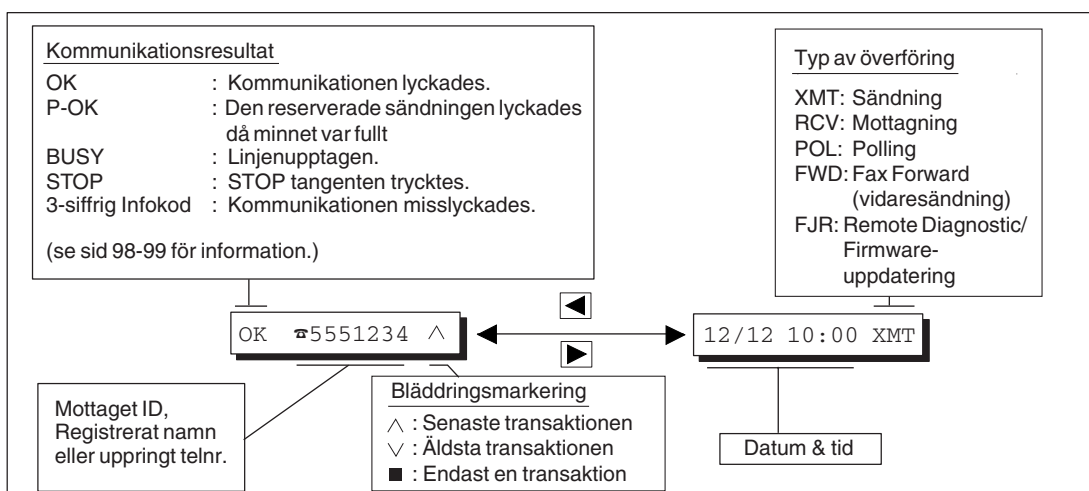 Kommunikationsresultat
OK : Kommunikationen lyckades.
P-OK : Den reserverade sändningen lyckades
då minnet var fullt
BUSY : Linjenupptagen.
STOP : STOP tangenten trycktes.
3-siffrig Infokod : Kommunikationen misslyckades.
(se sid 98-99 för information.)
Typ av överföring
XMT: Sändning
RCV: Mottagning
POL: Polling
FWD: Fax Forward
(vidaresändning)
FJR: Remote Diagnostic/
Firmware-
uppdatering
OK ☎5551234 ∧
12/12 10:00 XMT
Mottaget ID,
Registrerat namn
eller uppringt telnr.
Bläddringsmarkering
∧ : Senaste transaktionen
∨ : Äldsta transaktionen
■ : Endast en transaktion
Datum & tid